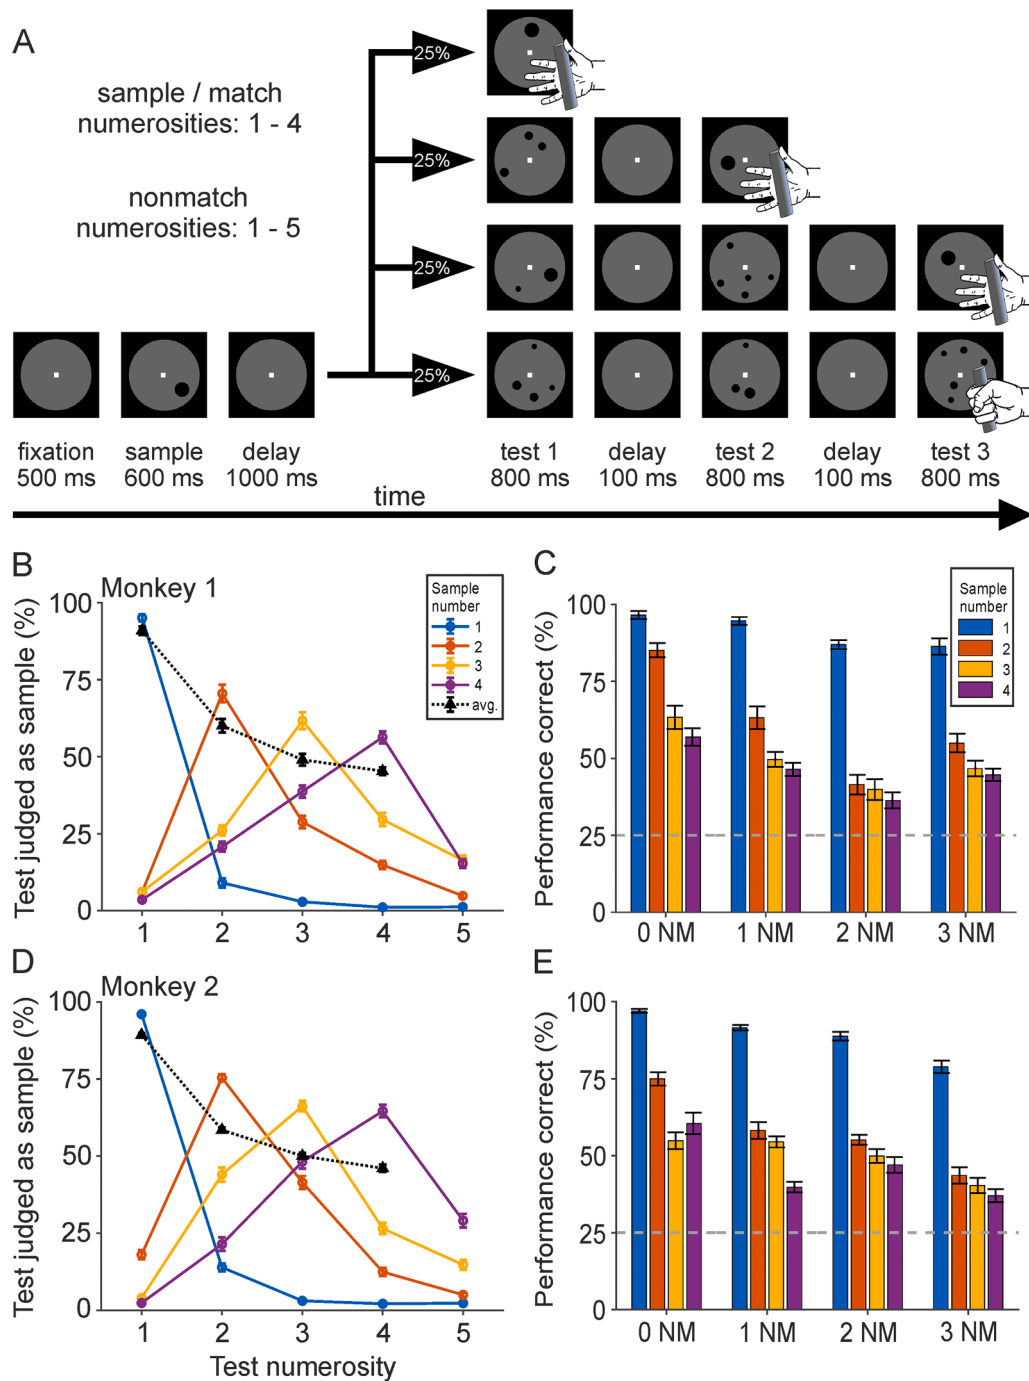 A
sample / match
numerosities: 1 - 4
nonmatch
numerosities: 1 - 5
25%
25%
25%
25%
fixation
500 ms
sample
600 ms
delay
1000 ms
test 1
800 ms
delay
100 ms
test 2
800 ms
delay
100 ms
test 3
800 ms
time
B
Monkey 1
Test judged as sample (%)
100
75
50
25
0
1 2 3 4 5
Sample
number
1
2
3
4
avg.
C
Performance correct (%)
100
75
50
25
0
0 NM 1 NM 2 NM 3 NM
Sample
number
1
2
3
4
D
Monkey 2
Test judged as sample (%)
100
75
50
25
0
1 2 3 4 5
Test numerosity
E
Performance correct (%)
100
75
50
25
0
0 NM 1 NM 2 NM 3 NM